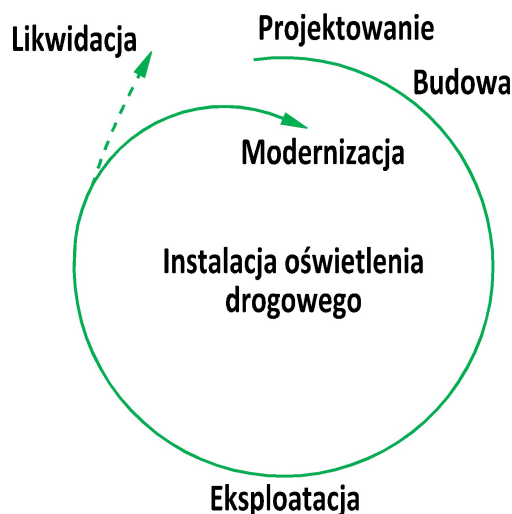 Projektowanie
Likwidacja
Budowa
Modernizacja
Instalacja oświetlenia
drogowego
Eksploatacja